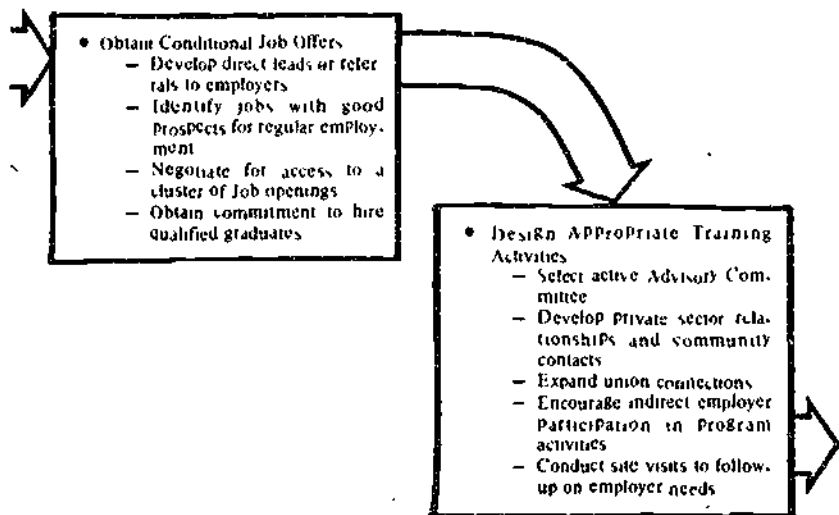 • Obtain Conditional Job Offers
– Develop direct leads or refer
rals to employers
– Identify jobs with good
prospects for regular employ-
ment
– Negotiate for access to a
cluster of Job openings
– Obtain commitment to hire
qualified graduates
• Design Appropriate Training
Activities
– Select active Advisory Com-
mittee
– Develop private sector rela-
tionships and community
contacts
– Expand union connections
– Encourage indirect employer
Participation in Program
activities
– Conduct site visits to follow-
up on employer needs